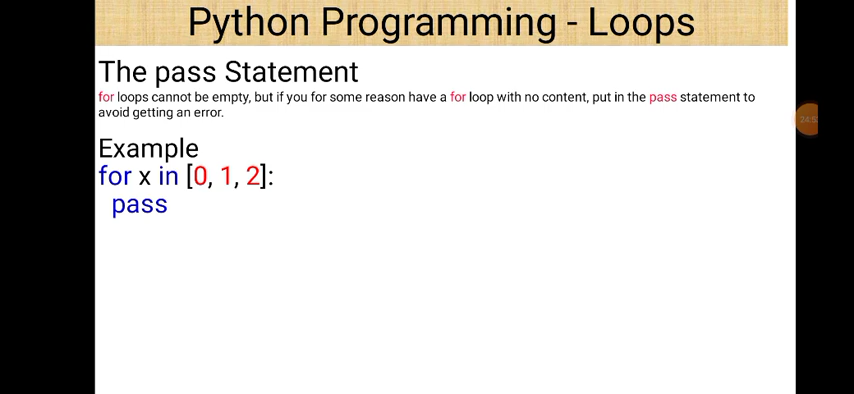 Python Programming - Loops
The pass Statement
for loops cannot be empty, but if you for some reason have a for loop with no content, put in the pass statement to
avoid getting an error.
Example
for x in [0, 1, 2]:
pass